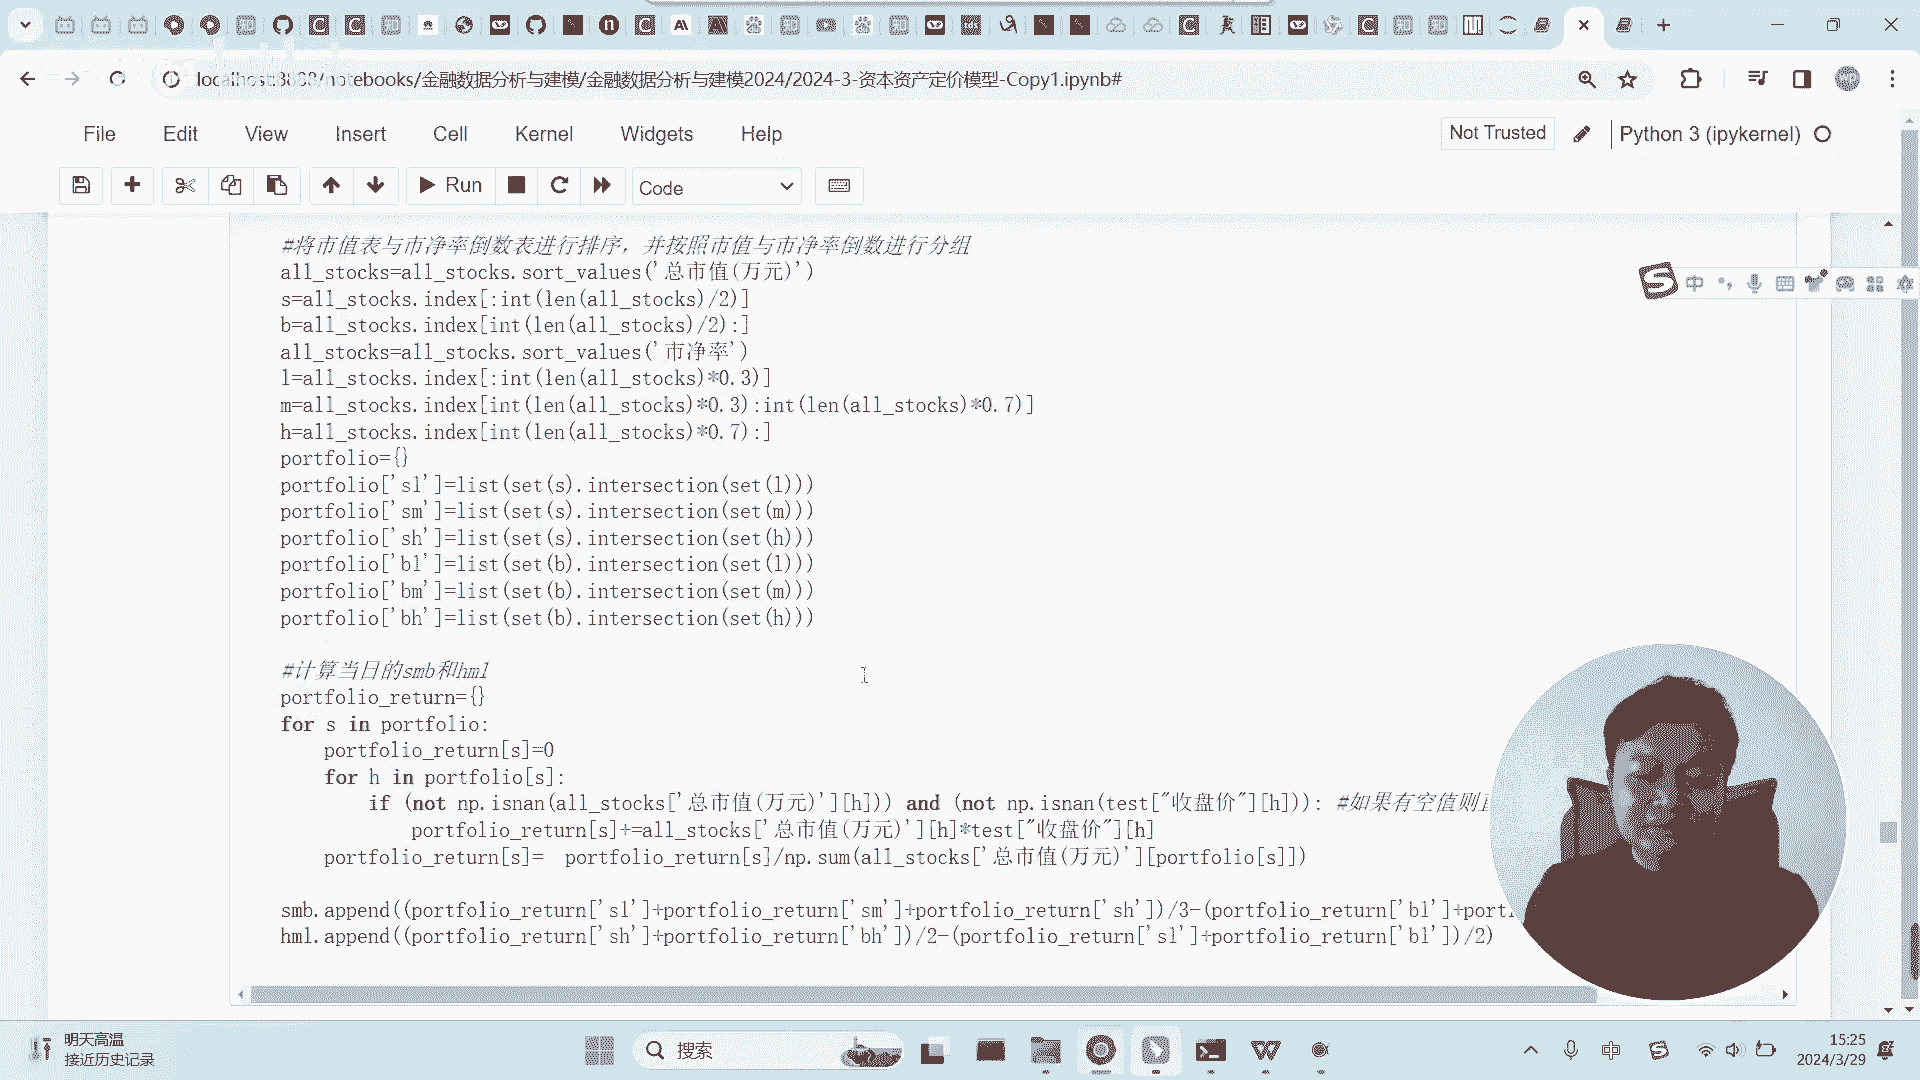 localhost:8888/notebooks/金融数据分析与建模/金融数据分析与建模2024/2024-3-资本资产定价模型-Copy1.ipynb#
File Edit View Insert Cell Kernel Widgets Help
Not Trusted
Python 3 (ipykernel)
Run
Code
中
#将市值表与市净率倒数表进行排序，并按照市值与市净率倒数进行分组
all_stocks=all_stocks.sort_values('总市值(万元)')
s=all_stocks.index[:int(len(all_stocks)/2)]
b=all_stocks.index[int(len(all_stocks)/2):]
all_stocks=all_stocks.sort_values('市净率')
l=all_stocks.index[:int(len(all_stocks)*0.3)]
m=all_stocks.index[int(len(all_stocks)*0.3):int(len(all_stocks)*0.7)]
h=all_stocks.index[int(len(all_stocks)*0.7):]
portfolio={}
portfolio['sl']=list(set(s).intersection(set(l)))
portfolio['sm']=list(set(s).intersection(set(m)))
portfolio['sh']=list(set(s).intersection(set(h)))
portfolio['bl']=list(set(b).intersection(set(l)))
portfolio['bm']=list(set(b).intersection(set(m)))
portfolio['bh']=list(set(b).intersection(set(h)))
#计算当日的smb和hml
portfolio_return={}
for s in portfolio:
portfolio_return[s]=0
for h in portfolio[s]:
if (not np.isnan(all_stocks['总市值(万元)'][h])) and (not np.isnan(test["收盘价"][h])): #如果有空值则
portfolio_return[s]+=all_stocks['总市值(万元)'][h]*test["收盘价"][h]
portfolio_return[s]= portfolio_return[s]/np.sum(all_stocks['总市值(万元)'][portfolio[s]])
smb.append((portfolio_return['sl']+portfolio_return['sm']+portfolio_return['sh'])/3-(portfolio_return['bl']+port
hml.append((portfolio_return['sh']+portfolio_return['bh'])/2-(portfolio_return['sl']+portfolio_return['bl'])/2)
明天高温
接近历史记录
搜索
中
15:25
2024/3/29